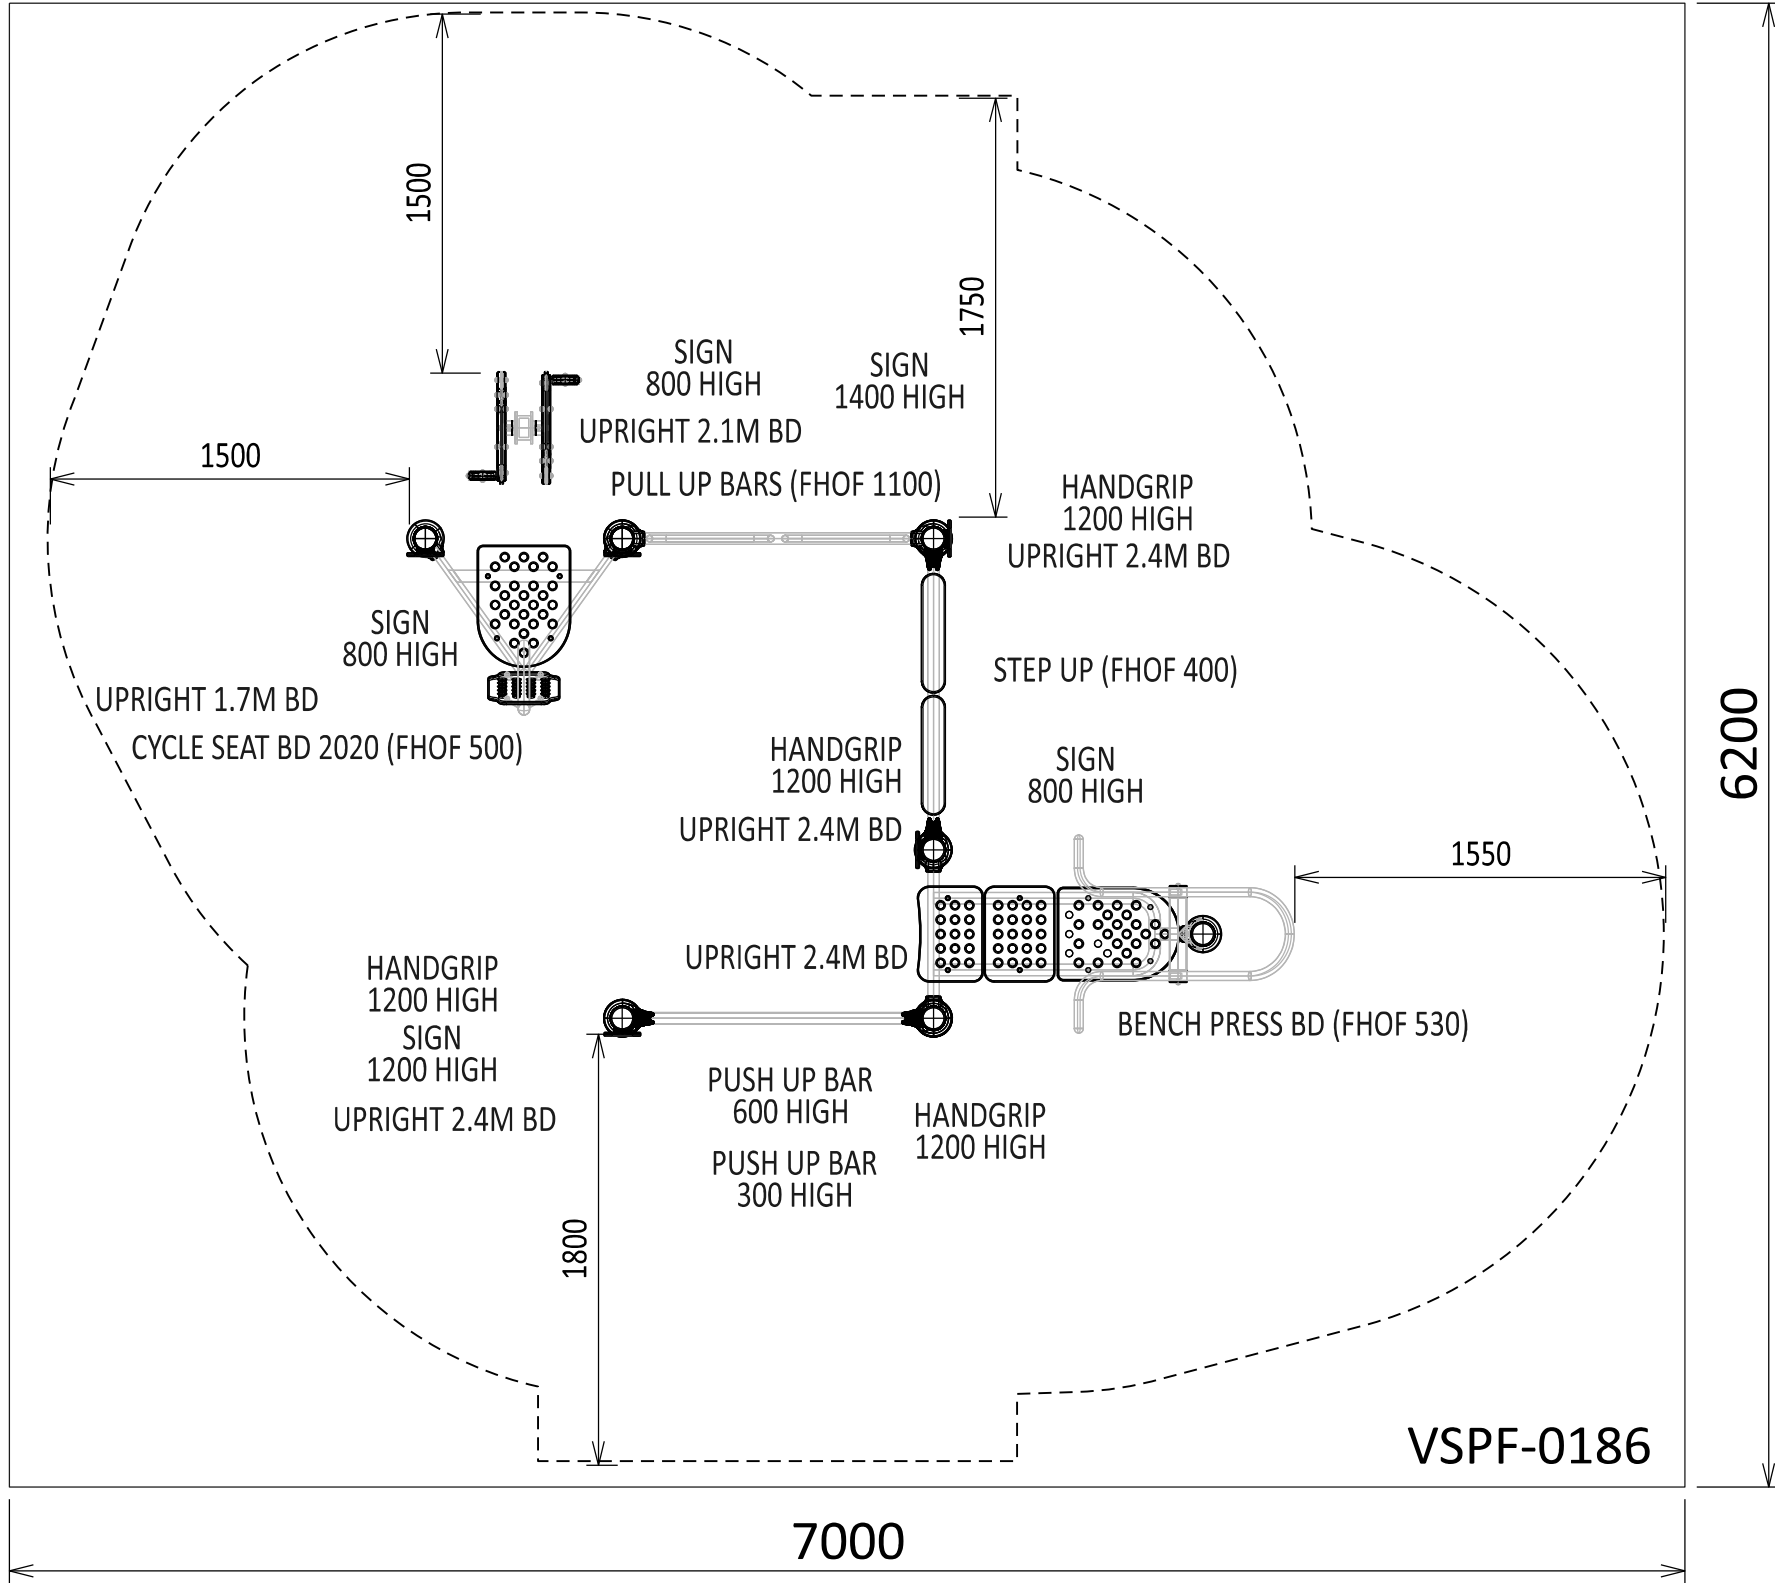 1500
1750
SIGN
800 HIGH
SIGN
1400 HIGH
UPRIGHT 2.1M BD
1500
PULL UP BARS (FHOF 1100)
HANDGRIP
1200 HIGH
UPRIGHT 2.4M BD
SIGN
800 HIGH
UPRIGHT 1.7M BD
CYCLE SEAT BD 2020 (FHOF 500)
STEP UP (FHOF 400)
HANDGRIP
1200 HIGH
UPRIGHT 2.4M BD
SIGN
800 HIGH
6200
1550
UPRIGHT 2.4M BD
HANDGRIP
1200 HIGH
SIGN
1200 HIGH
UPRIGHT 2.4M BD
BENCH PRESS BD (FHOF 530)
PUSH UP BAR
600 HIGH
PUSH UP BAR
300 HIGH
HANDGRIP
1200 HIGH
1800
VSPF-0186
7000